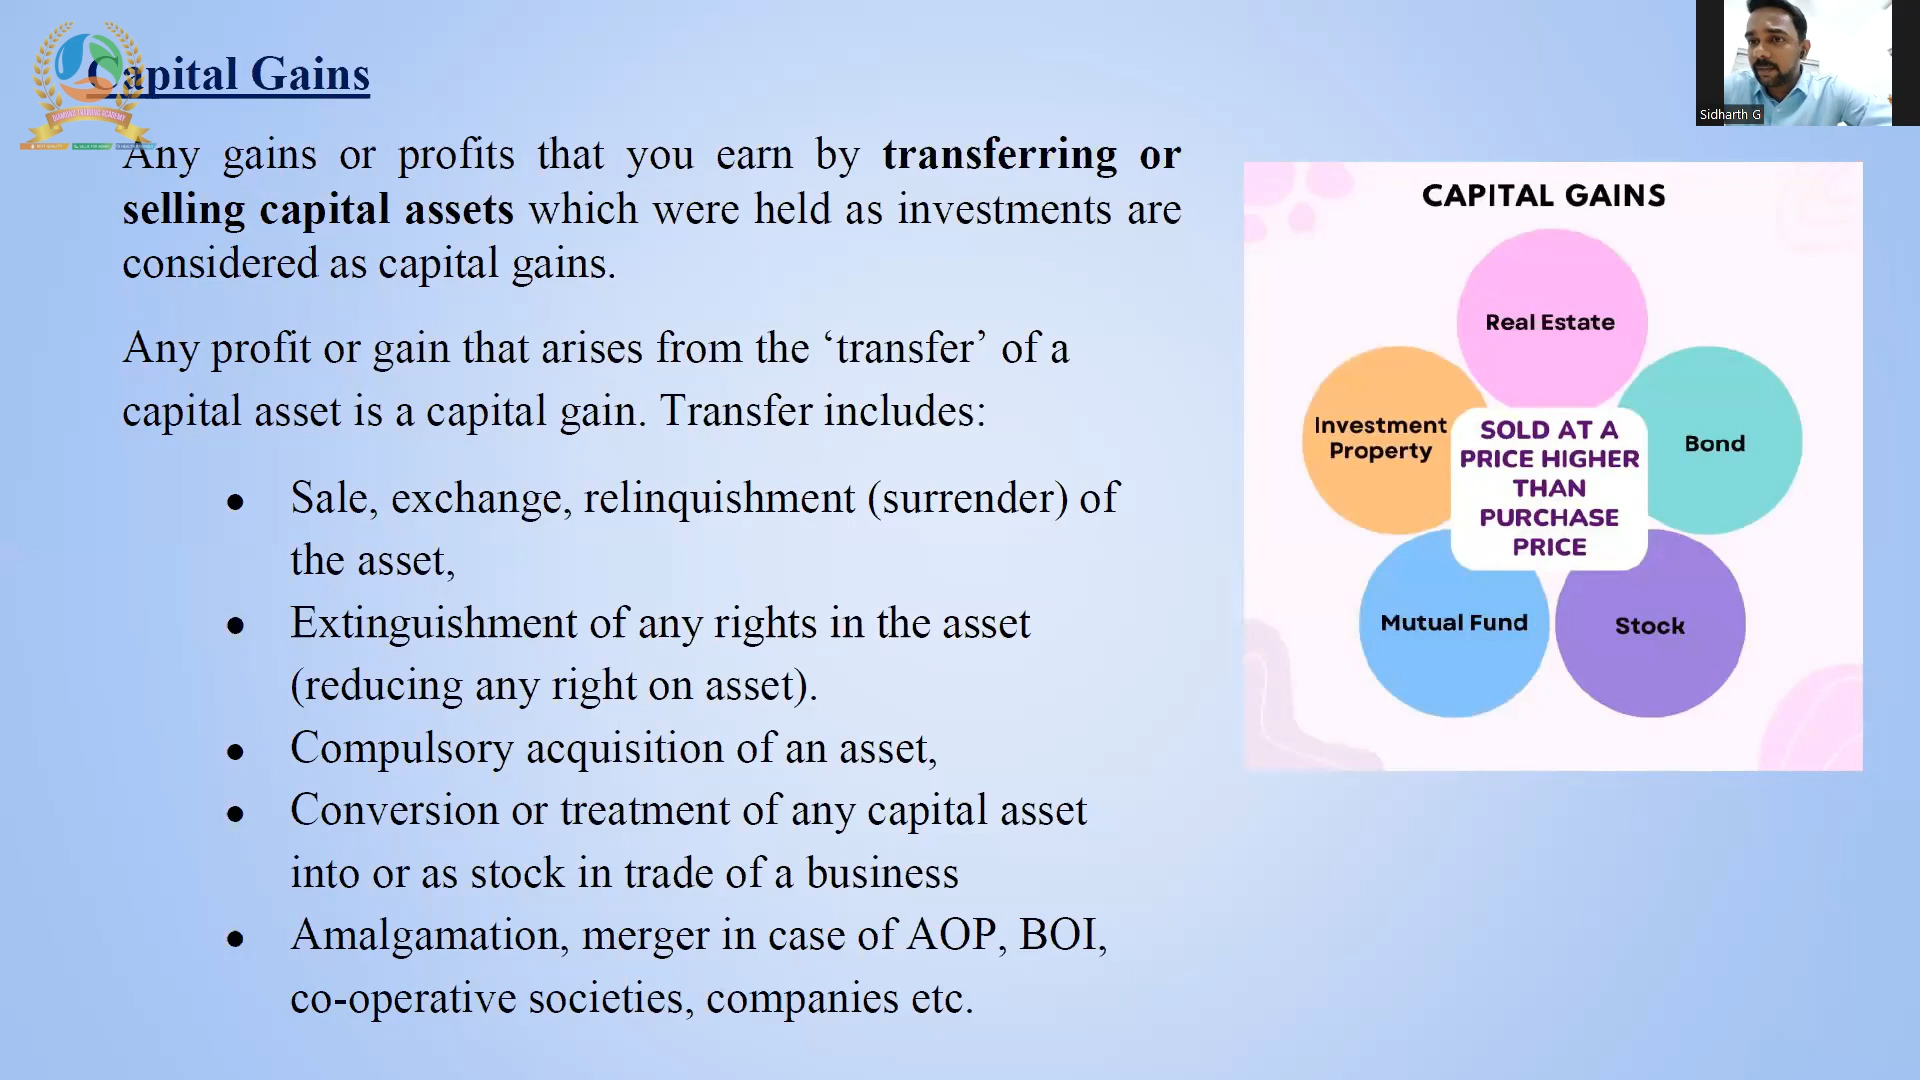 Capital Gains
DIAMOND TRADING ACADEMY
Sidharth G
Any gains or profits that you earn by transferring or
selling capital assets which were held as investments are
considered as capital gains.
Any profit or gain that arises from the ‘transfer’ of a
capital asset is a capital gain. Transfer includes:
● Sale, exchange, relinquishment (surrender) of
the asset,
● Extinguishment of any rights in the asset
(reducing any right on asset).
● Compulsory acquisition of an asset,
● Conversion or treatment of any capital asset
into or as stock in trade of a business
● Amalgamation, merger in case of AOP, BOI,
co-operative societies, companies etc.
CAPITAL GAINS
Real Estate
Investment
Property
Bond
SOLD AT A
PRICE HIGHER
THAN
PURCHASE
PRICE
Mutual Fund
Stock